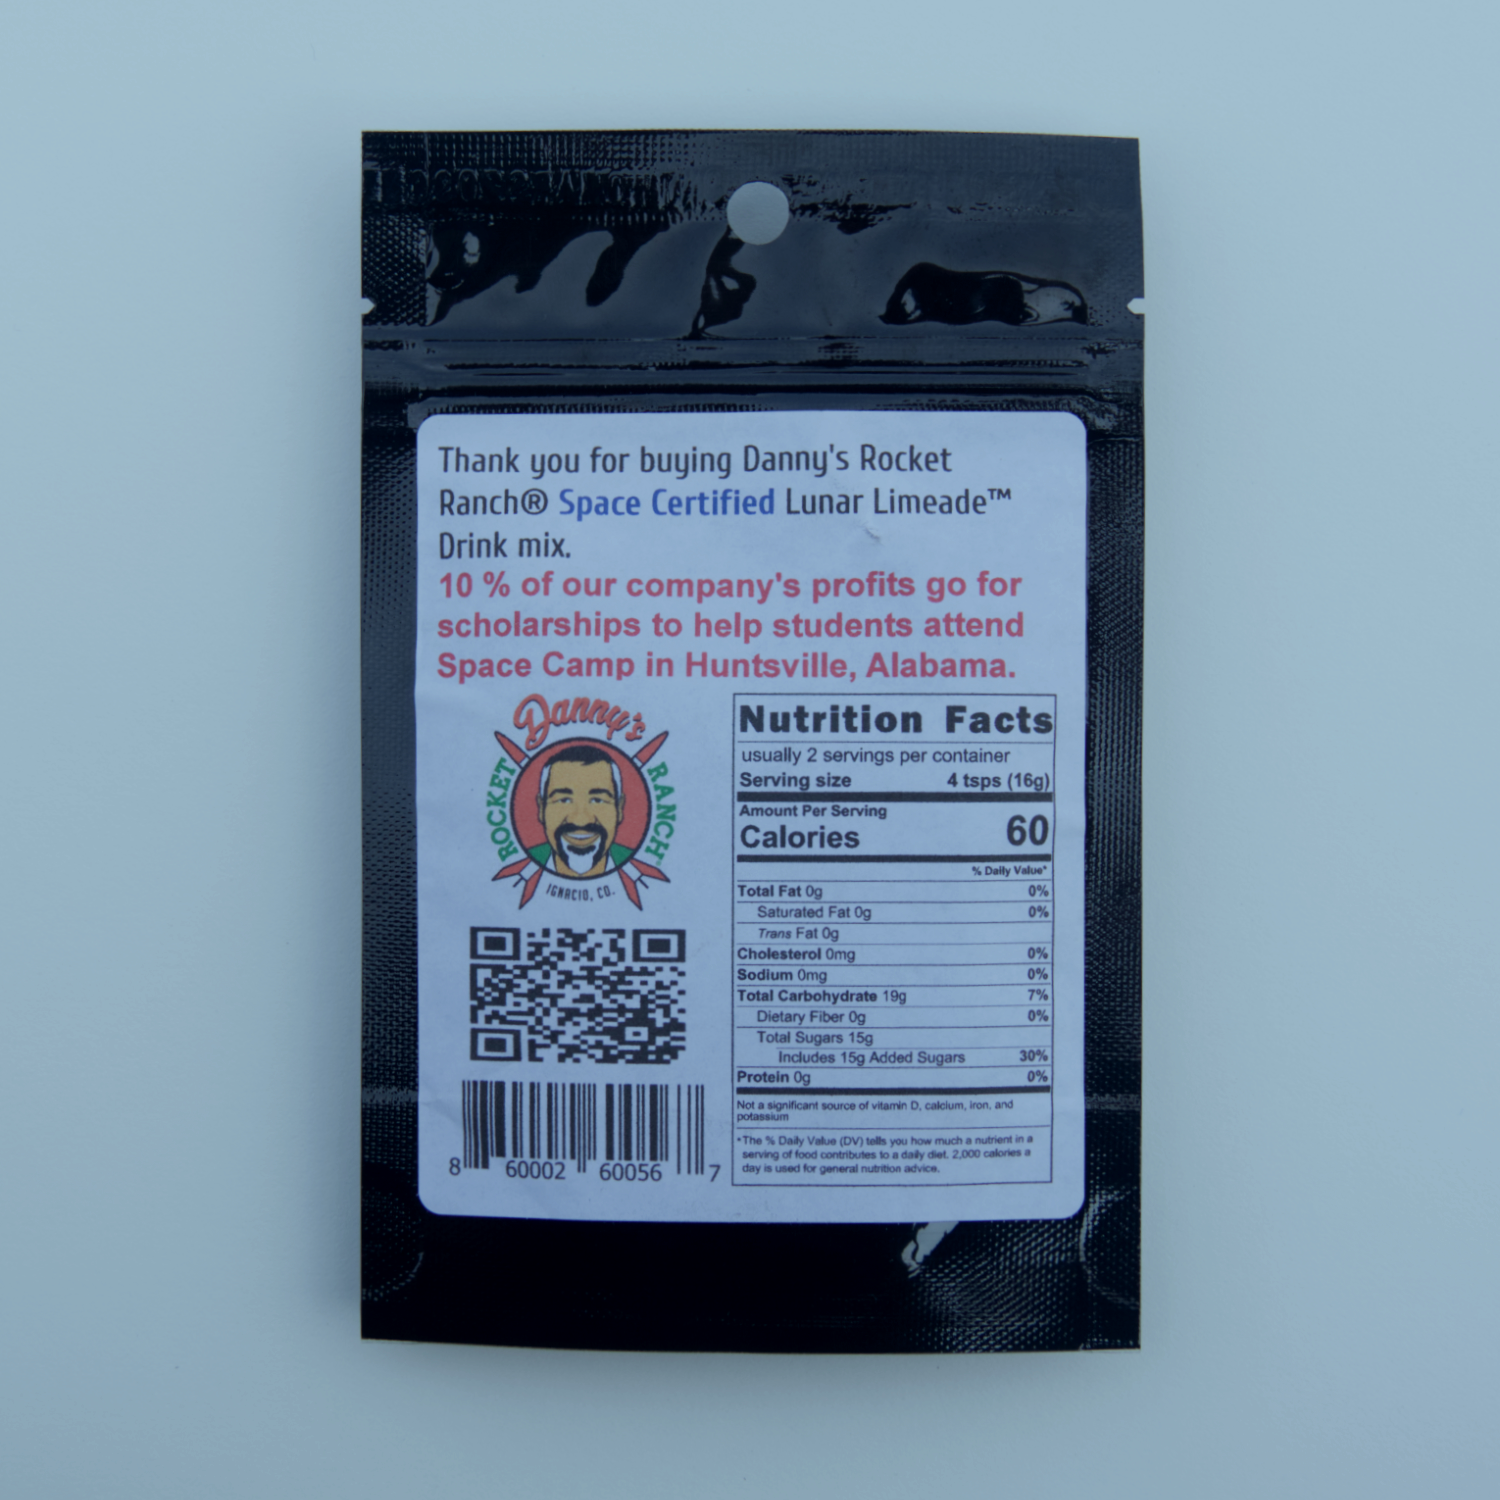 Thank you for buying Danny's Rocket
Ranch® Space Certified Lunar Limeade™
Drink mix.
10 % of our company's profits go for
scholarships to help students attend
Space Camp in Huntsville, Alabama.
Danny's
ROCKET RANCH
IGNACIO, CO.
8 60002 60056 7
Nutrition Facts
usually 2 servings per container
Serving size 4 tsps (16g)
Amount Per Serving
Calories 60
% Daily Value*
Total Fat 0g 0%
Saturated Fat 0g 0%
Trans Fat 0g
Cholesterol 0mg 0%
Sodium 0mg 0%
Total Carbohydrate 19g 7%
Dietary Fiber 0g 0%
Total Sugars 15g
Includes 15g Added Sugars 30%
Protein 0g 0%
Not a significant source of vitamin D, calcium, iron, and
potassium
*The % Daily Value (DV) tells you how much a nutrient in a
serving of food contributes to a daily diet. 2,000 calories a
day is used for general nutrition advice.